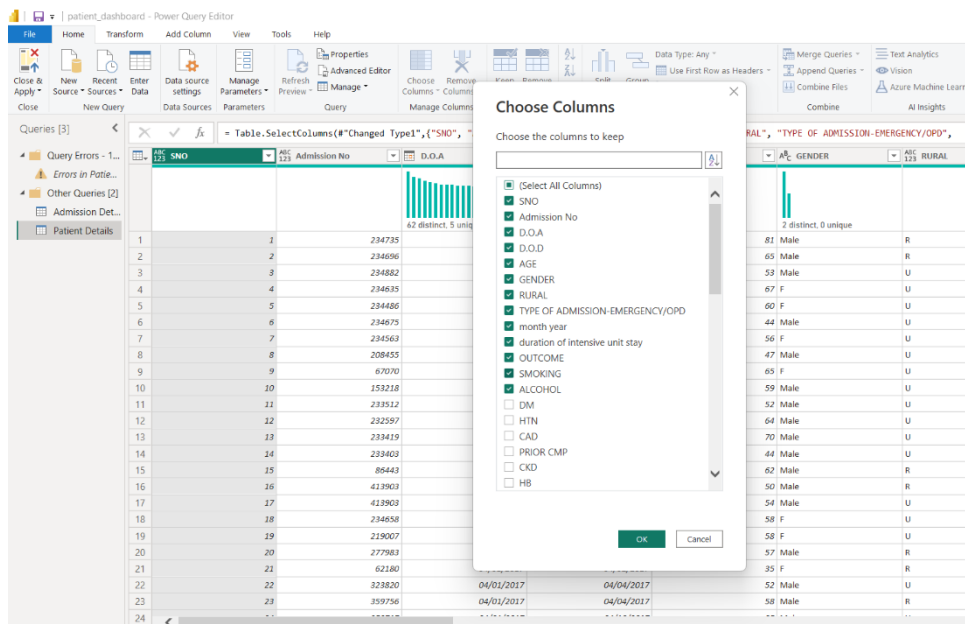 patient_dashboard - Power Query Editor
File Home Transform Add Column View Tools Help
Close & Apply
New Source
Recent Sources
Enter Data
Data source settings
Manage Parameters
Refresh Preview
Properties
Advanced Editor
Manage
Choose Columns
Remove Columns
Keep
Remove
Split
Group
Data Type: Any
Use First Row as Headers
Merge Queries
Append Queries
Combine Files
Text Analytics
Vision
Azure Machine Lear
Close New Query Data Sources Parameters Query Manage Columns Combine AI Insights
Queries [3]
fx = Table.SelectColumns(#"Changed Type1",{"SNO", " RAL", "TYPE OF ADMISSION-EMERGENCY/OPD",
Query Errors - 1...
Errors in Patie...
Other Queries [2]
Admission Det...
Patient Details
ABC 123 SNO ABC 123 Admission No D.O.A ABC GENDER ABC 123 RURAL
62 distinct, 5 uniq 2 distinct, 0 unique
1 1 234735 81 Male R
2 2 234696 65 Male R
3 3 234882 53 Male U
4 4 234635 67 F U
5 5 234486 60 F U
6 6 234675 44 Male U
7 7 234563 56 F U
8 8 208455 47 Male U
9 9 67070 65 F U
10 10 153218 59 Male U
11 11 233512 52 Male U
12 12 232597 64 Male U
13 13 233419 70 Male U
14 14 233403 44 Male U
15 15 86443 62 Male R
16 16 413903 50 Male R
17 17 413903 54 Male U
18 18 234658 58 F U
19 19 219007 58 F U
20 20 277983 57 Male R
21 21 62180 35 F R
22 22 323820 04/01/2017 04/04/2017 52 Male U
23 23 359756 04/01/2017 04/04/2017 58 Male R
24
Choose Columns
Choose the columns to keep
(Select All Columns)
SNO
Admission No
D.O.A
D.O.D
AGE
GENDER
RURAL
TYPE OF ADMISSION-EMERGENCY/OPD
month year
duration of intensive unit stay
OUTCOME
SMOKING
ALCOHOL
DM
HTN
CAD
PRIOR CMP
CKD
HB
OK
Cancel